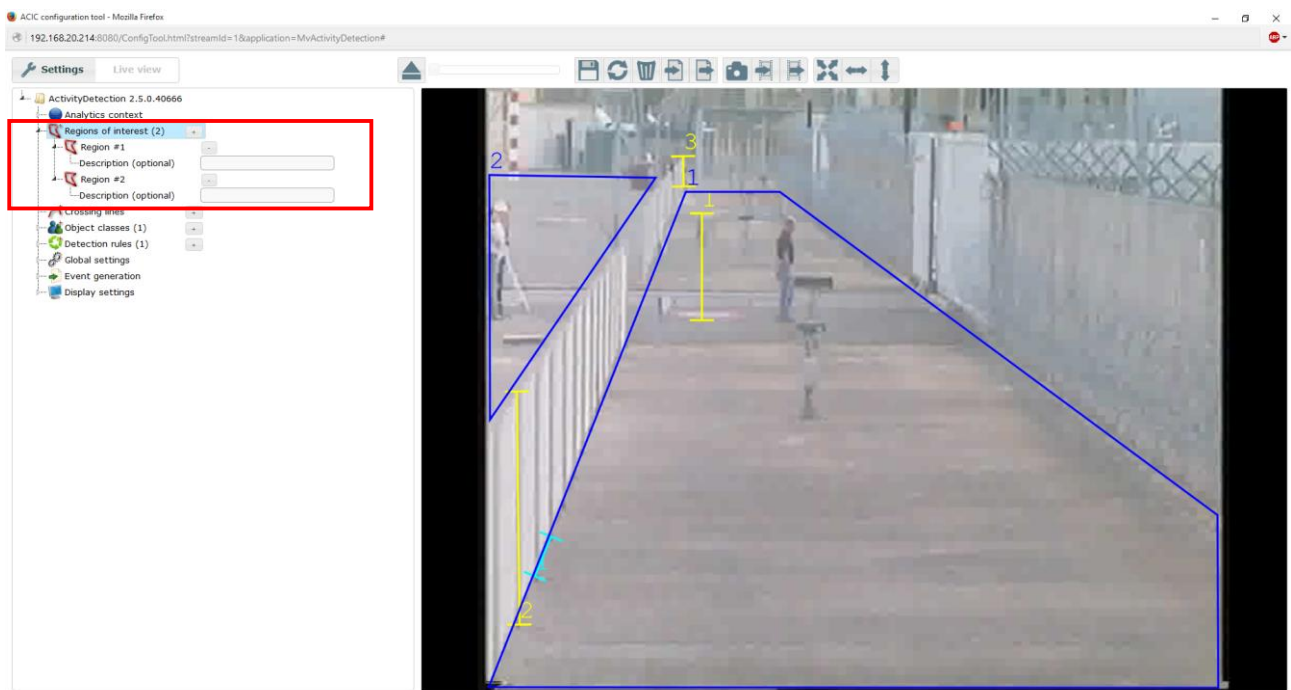 ACIC configuration tool - Mozilla Firefox
192.168.20.214:8080/ConfigTool.html?streamId=1&application=MvActivityDetection#
ABP
Settings Live view
ActivityDetection 2.5.0.40666
Analytics context
Regions of interest (2) +
Region #1 -
Description (optional)
Region #2 -
Description (optional)
Crossing lines +
Object classes (1) +
Detection rules (1) +
Global settings
Event generation
Display settings
3
2
1
1
2